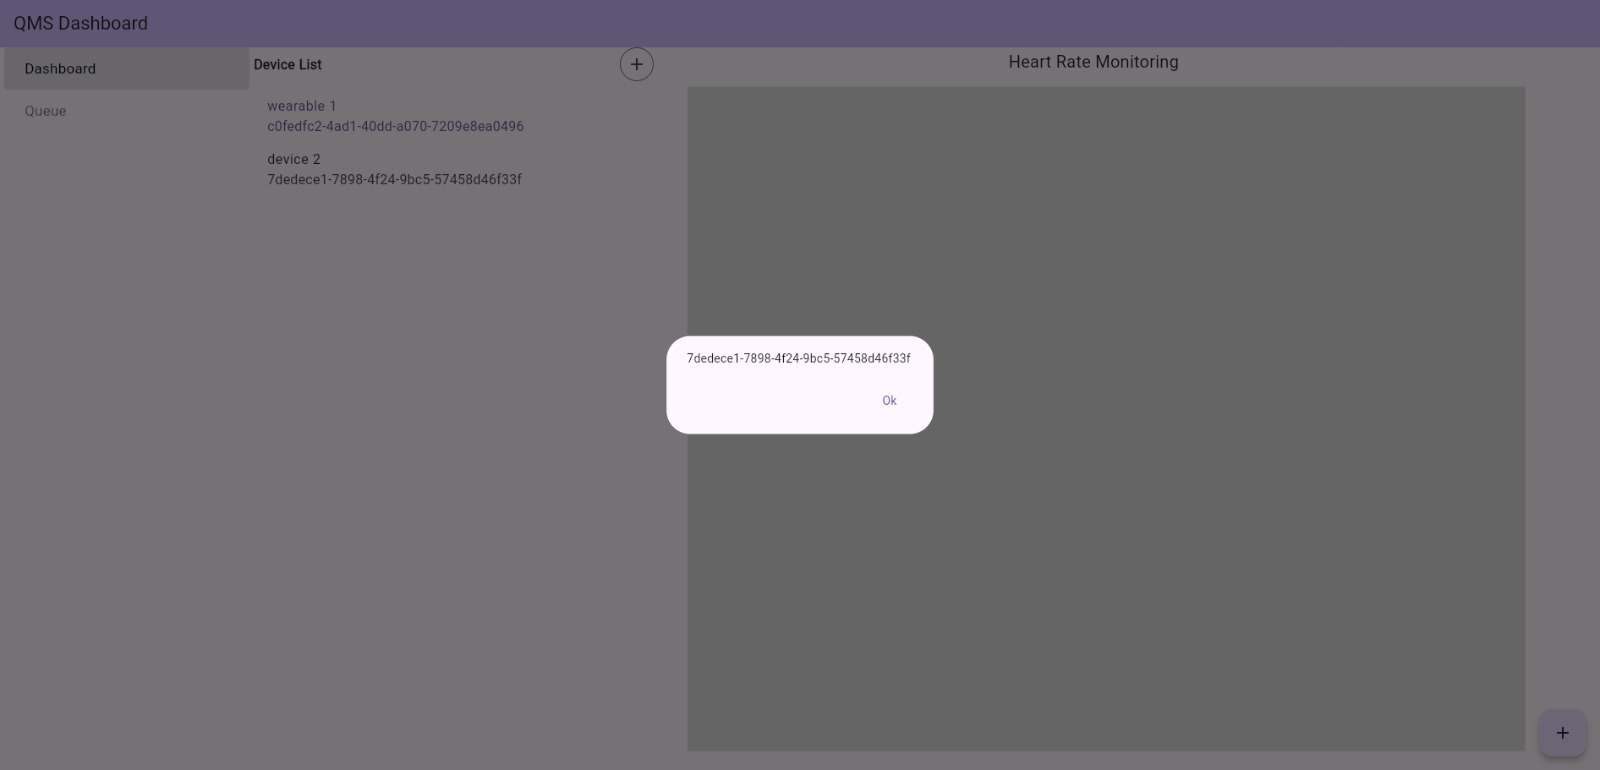 QMS Dashboard
Dashboard
Queue
Device List
wearable 1
c0fedfc2-4ad1-40dd-a070-7209e8ea0496
device 2
7dedece1-7898-4f24-9bc5-57458d46f33f
Heart Rate Monitoring
7dedece1-7898-4f24-9bc5-57458d46f33f
Ok